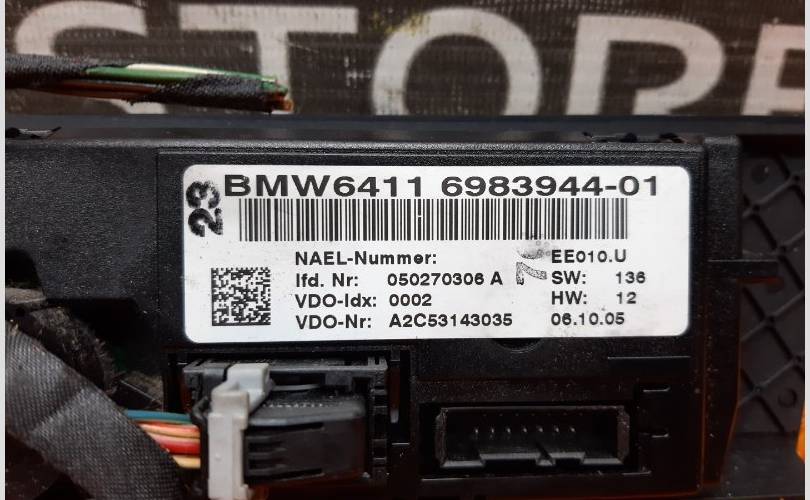 STORE
23
BMW6411 6983944-01
NAEL-Nummer: EE010.U
lfd. Nr: 050270306 A SW: 136
VDO-Idx: 0002 HW: 12
VDO-Nr: A2C53143035 06.10.05